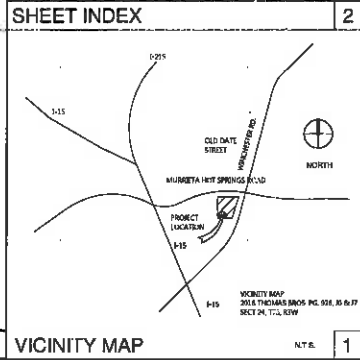 SHEET INDEX 2
I-215
I-15
OLD DATE
STREET
WINCHESTER RD.
NORTH
MURRIETA HOT SPRINGS ROAD
PROJECT
LOCATION
I-15
I-15
VICINITY MAP
2016 THOMAS BROS. PG. 928, J6 & J7
SECT 24, T7S, R3W
VICINITY MAP N.T.S. 1